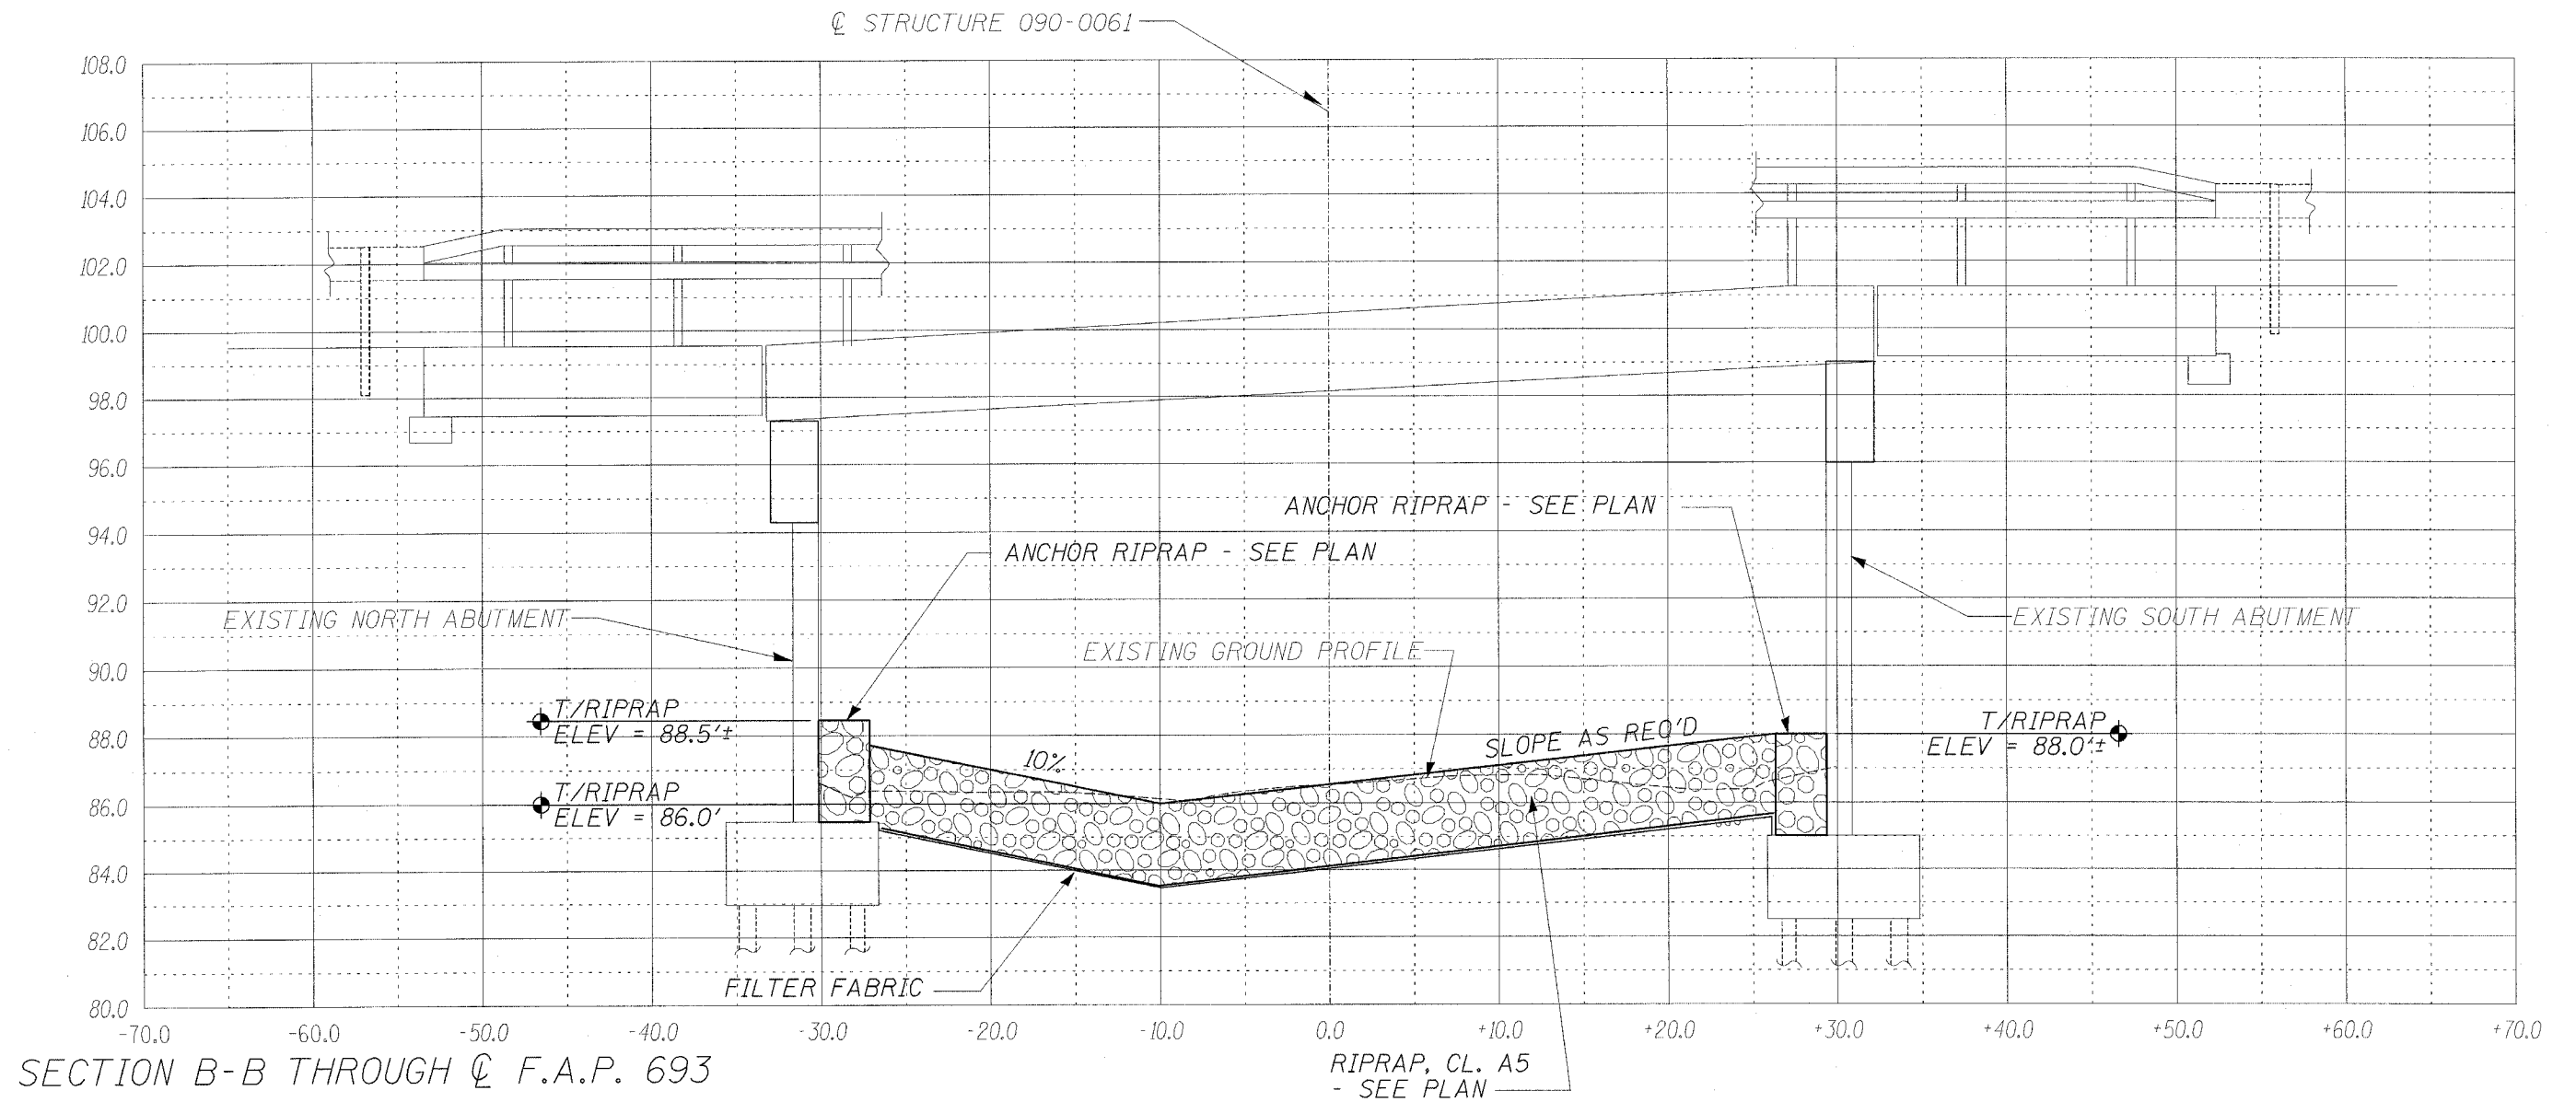 ℄ STRUCTURE 090-0061
108.0
106.0
104.0
102.0
100.0
98.0
96.0
ANCHOR RIPRAP - SEE PLAN
94.0
ANCHOR RIPRAP - SEE PLAN
92.0
EXISTING NORTH ABUTMENT
EXISTING SOUTH ABUTMENT
EXISTING GROUND PROFILE
90.0
T/RIPRAP
ELEV = 88.5'±
T/RIPRAP
ELEV = 88.0'±
SLOPE AS REQ'D
88.0
10%
T/RIPRAP
ELEV = 86.0'
86.0
84.0
82.0
FILTER FABRIC
80.0
-70.0 -60.0 -50.0 -40.0 -30.0 -20.0 -10.0 0.0 +10.0 +20.0 +30.0 +40.0 +50.0 +60.0 +70.0
RIPRAP, CL. A5
- SEE PLAN
SECTION B-B THROUGH ℄ F.A.P. 693